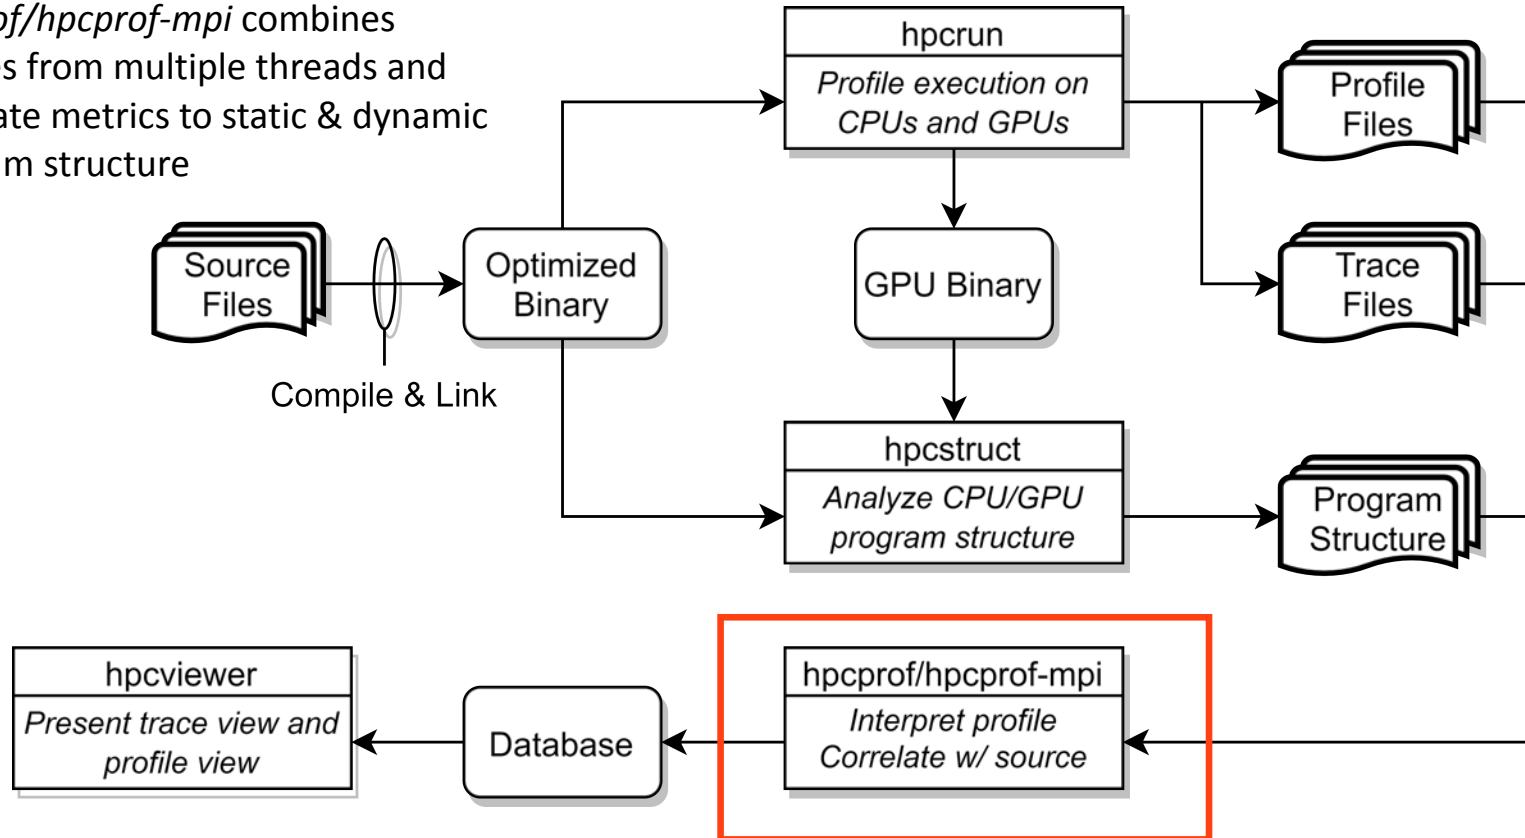 of/hpcprof-mpi combines
es from multiple threads and
ate metrics to static & dynamic
m structure
hpcrun
Profile execution on
CPUs and GPUs
Profile
Files
Source
Files
Optimized
Binary
GPU Binary
Trace
Files
Compile & Link
hpcstruct
Analyze CPU/GPU
program structure
Program
Structure
hpcviewer
Present trace view and
profile view
Database
hpcprof/hpcprof-mpi
Interpret profile
Correlate w/ source